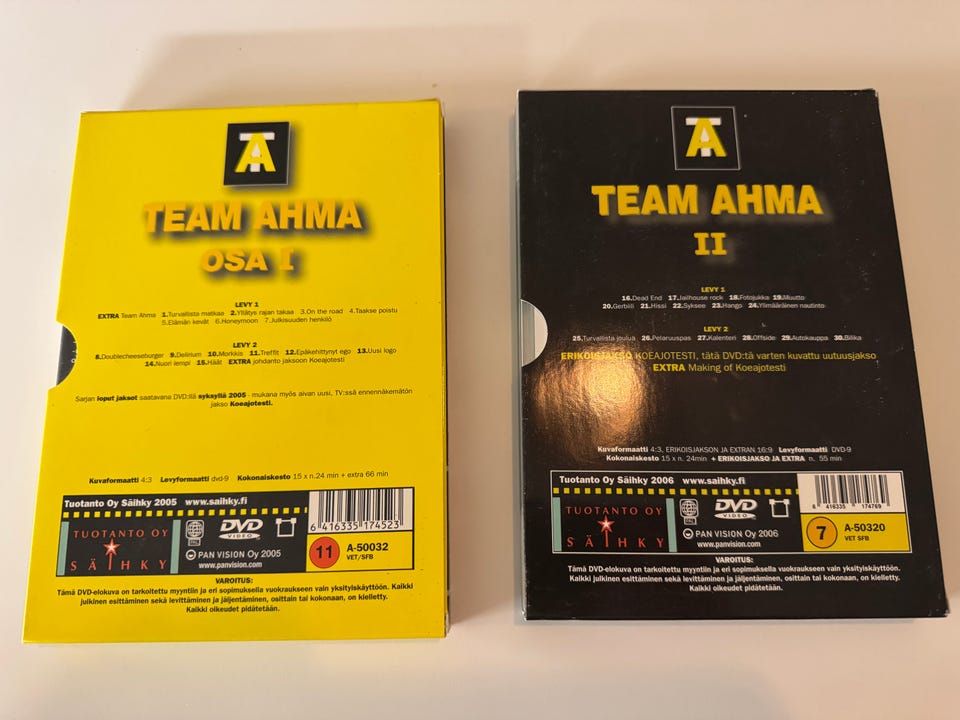 TA
TEAM AHMA
OSA I
LEVY 1
EXTRA Team Ahma 1.Turvallista matkaa 2.Yllätys rajan takaa 3.On the road 4.Taakse poistu
5.Elämän kevät 6.Honeymoon 7.Julkisuuden henkilö
LEVY 2
8.Doublecheeseburger 9.Delirium 10.Morkkis 11.Treffit 12.Epäkehittynyt ego 13.Uusi logo
14.Nuori lempi 15.Häät EXTRA johdanto jaksoon Koeajotesti
Sarjan loput jaksot saatavana DVD:llä syksyllä 2005 - mukana myös aivan uusi, TV:ssä ennennäkemätön
jakso Koeajotesti.
Kuvaformaatti 4:3 Levyformaatti dvd-9 Kokonaiskesto 15 x n.24 min + extra 66 min
Tuotanto Oy Säihky 2005 www.saihky.fi
TUOTANTO OY
SÄIHKY
DVD
VIDEO
PAN VISION Oy 2005
www.panvision.com
6 416335 174523
11
A-50032
VET/SFB
VAROITUS:
Tämä DVD-elokuva on tarkoitettu myyntiin ja eri sopimuksella vuokraukseen vain yksityiskäyttöön. Kaikki
julkinen esittäminen sekä levittäminen ja jäljentäminen, osittain tai kokonaan, on kielletty.
Kaikki oikeudet pidätetään.
TA
TEAM AHMA
II
LEVY 1
16.Dead End 17.Jailhouse rock 18.Fotojukka 19.Muutto
20.Gerbiili 21.Hissi 22.Syksee 23.Hango 24.Ylimääräinen nautinto
LEVY 2
25.Turvallista joulua 26.Pelaruuspas 27.Kalenteri 28.Offside 29.Autokauppa 30.Bilika
ERIKOISJAKSO KOEAJOTESTI, tätä DVD:tä varten kuvattu uutuusjakso
EXTRA Making of Koeajotesti
Kuvaformaatti 4:3, ERIKOISJAKSON JA EXTRAN 16:9 Levyformaatti DVD-9
Kokonaiskesto 15 x n. 24min + ERIKOISJAKSO JA EXTRA n. 55 min
Tuotanto Oy Säihky 2006 www.saihky.fi
TUOTANTO OY
SÄIHKY
DVD
VIDEO
PAN VISION Oy 2006
www.panvision.com
6 416335 174769
7
A-50320
VET SFB
VAROITUS:
Tämä DVD-elokuva on tarkoitettu myyntiin ja eri sopimuksella vuokraukseen vain yksityiskäyttöön.
Kaikki julkinen esittäminen sekä levittäminen ja jäljentäminen, osittain tai kokonaan, on kielletty.
Kaikki oikeudet pidätetään.